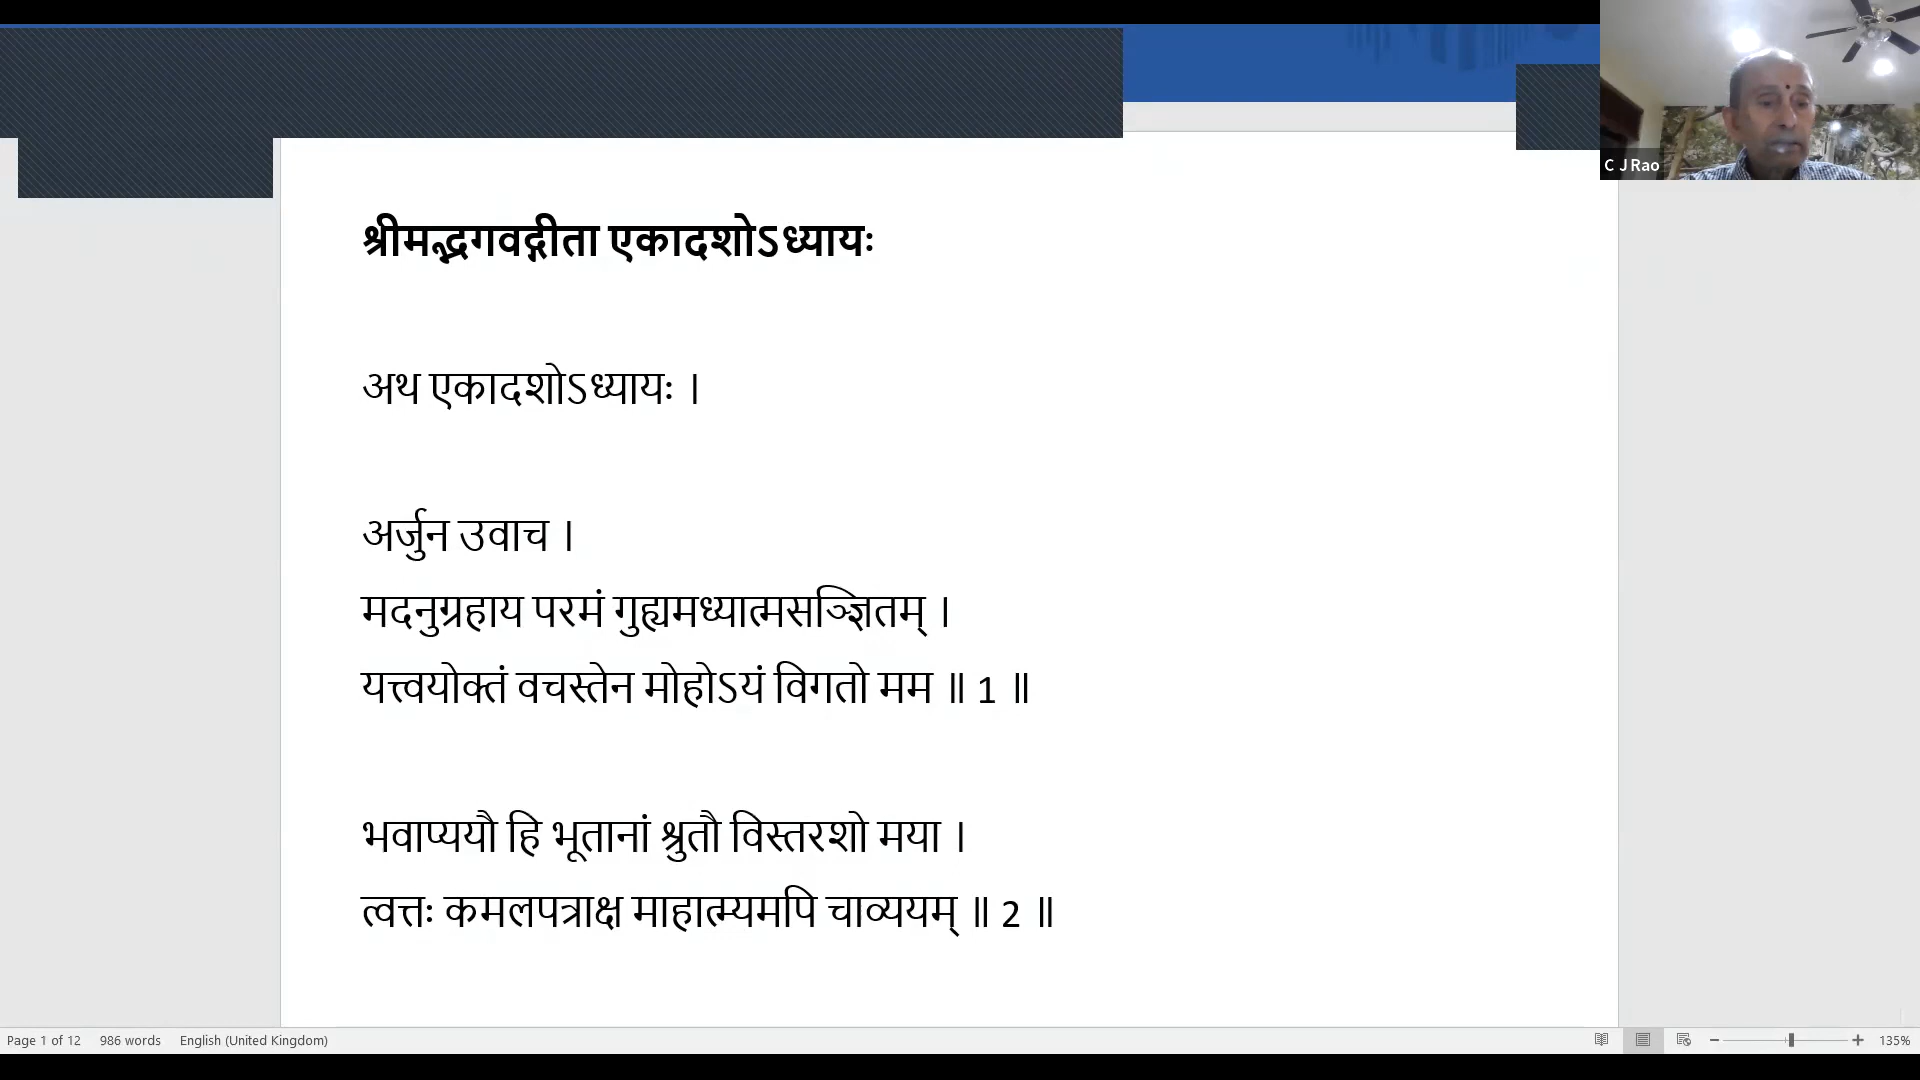 C J Rao
श्रीमद्भगवद्गीता एकादशोऽध्यायः
अथ एकादशोऽध्यायः ।
अर्जुन उवाच ।
मदनुग्रहाय परमं गुह्यमध्यात्मसञ्ज्ञितम् ।
यत्त्वयोक्तं वचस्तेन मोहोऽयं विगतो मम ॥ 1 ॥
भवाप्ययौ हि भूतानां श्रुतौ विस्तरशो मया ।
त्वत्तः कमलपत्राक्ष माहात्म्यमपि चाव्ययम् ॥ 2 ॥
Page 1 of 12 986 words English (United Kingdom) 135%